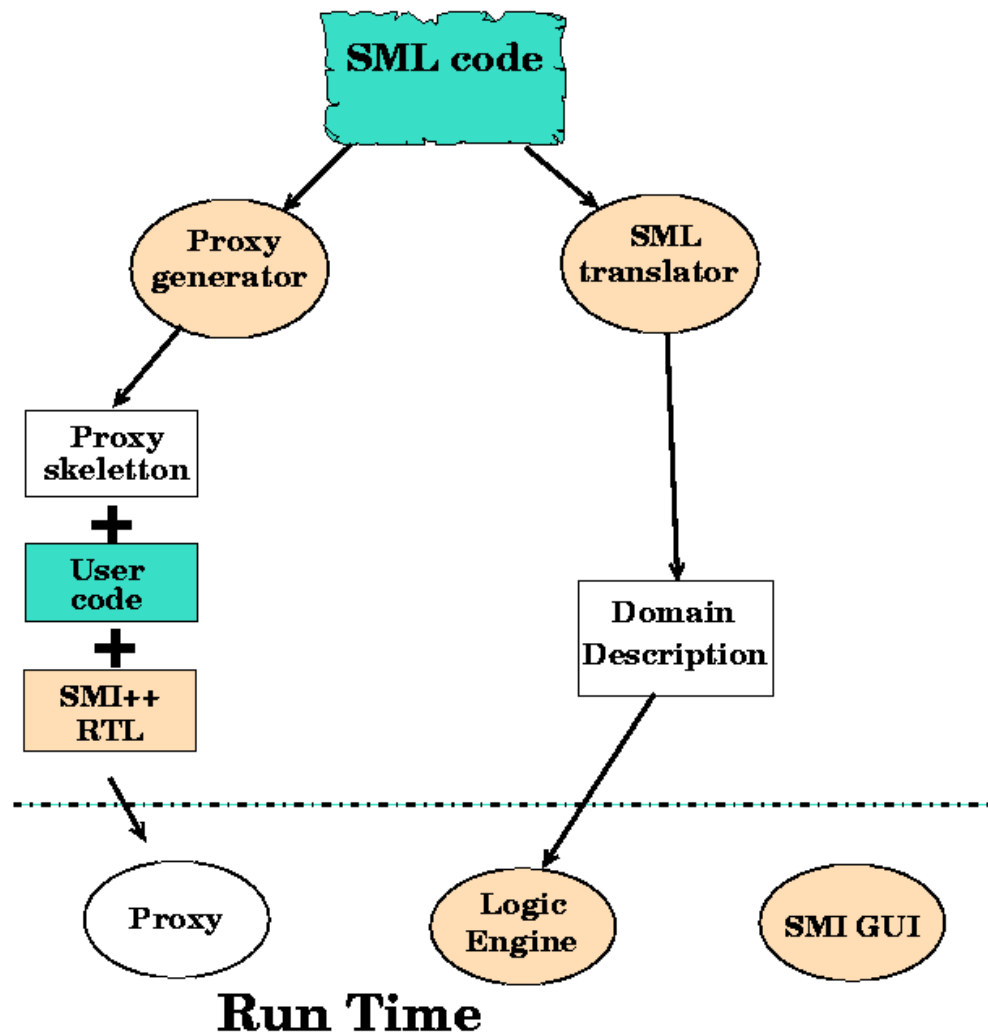 SML code
Proxy
generator
SML
translator
Proxy
skeletton
+
User
code
+
SMI++
RTL
Domain
Description
Proxy
Logic
Engine
SMI GUI
Run Time